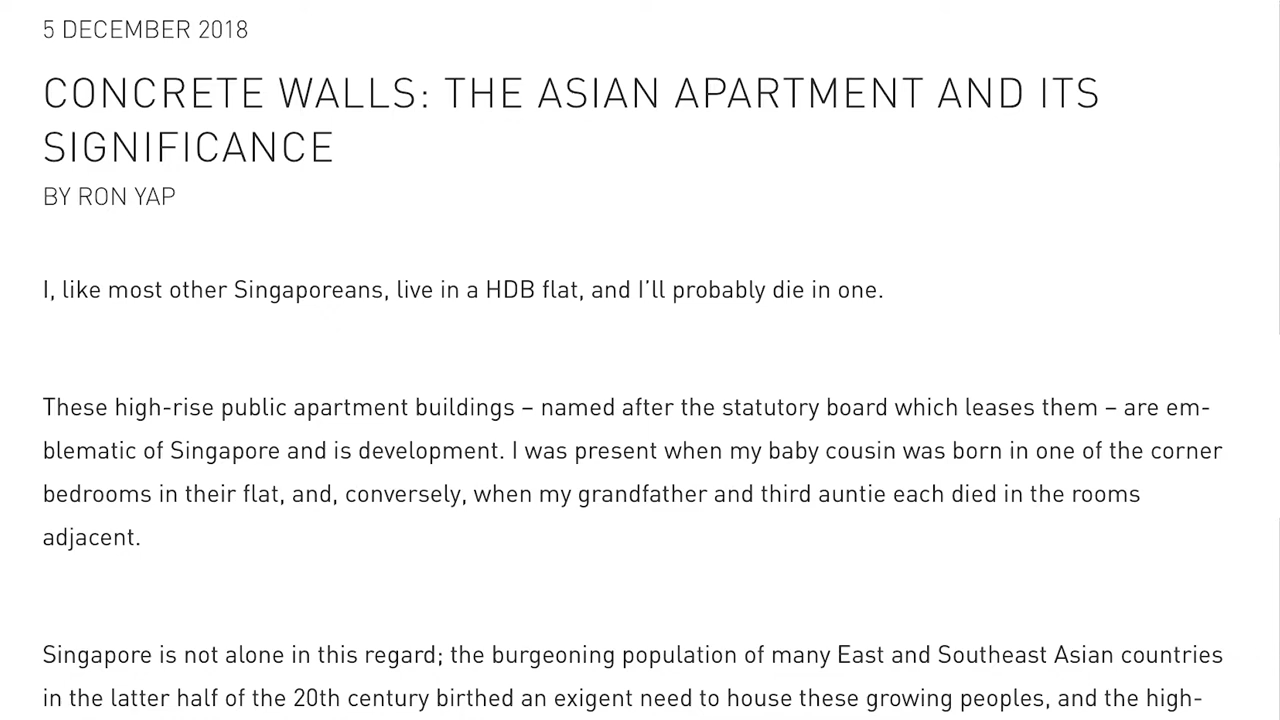 5 DECEMBER 2018
CONCRETE WALLS: THE ASIAN APARTMENT AND ITS
SIGNIFICANCE
BY RON YAP
I, like most other Singaporeans, live in a HDB flat, and I’ll probably die in one.
These high-rise public apartment buildings – named after the statutory board which leases them – are em-
blematic of Singapore and is development. I was present when my baby cousin was born in one of the corner
bedrooms in their flat, and, conversely, when my grandfather and third auntie each died in the rooms
adjacent.
Singapore is not alone in this regard; the burgeoning population of many East and Southeast Asian countries
in the latter half of the 20th century birthed an exigent need to house these growing peoples, and the high-